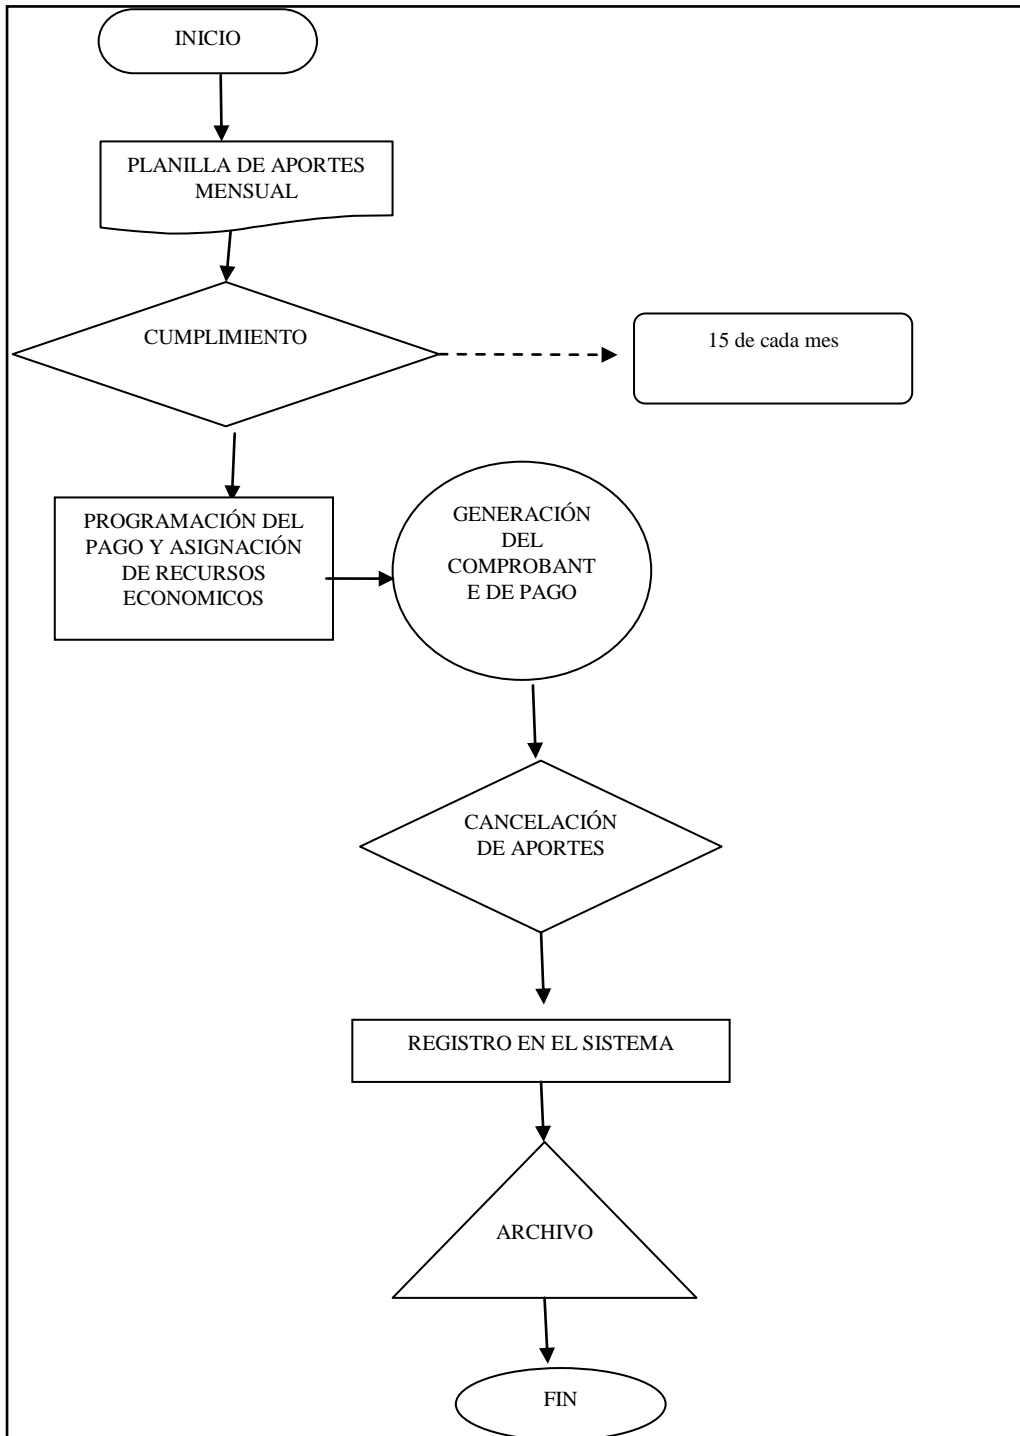 INICIO
PLANILLA DE APORTES
MENSUAL
CUMPLIMIENTO
15 de cada mes
PROGRAMACIÓN DEL
PAGO Y ASIGNACIÓN
DE RECURSOS
ECONOMICOS
GENERACIÓN
DEL
COMPROBANT
E DE PAGO
CANCELACIÓN
DE APORTES
REGISTRO EN EL SISTEMA
ARCHIVO
FIN